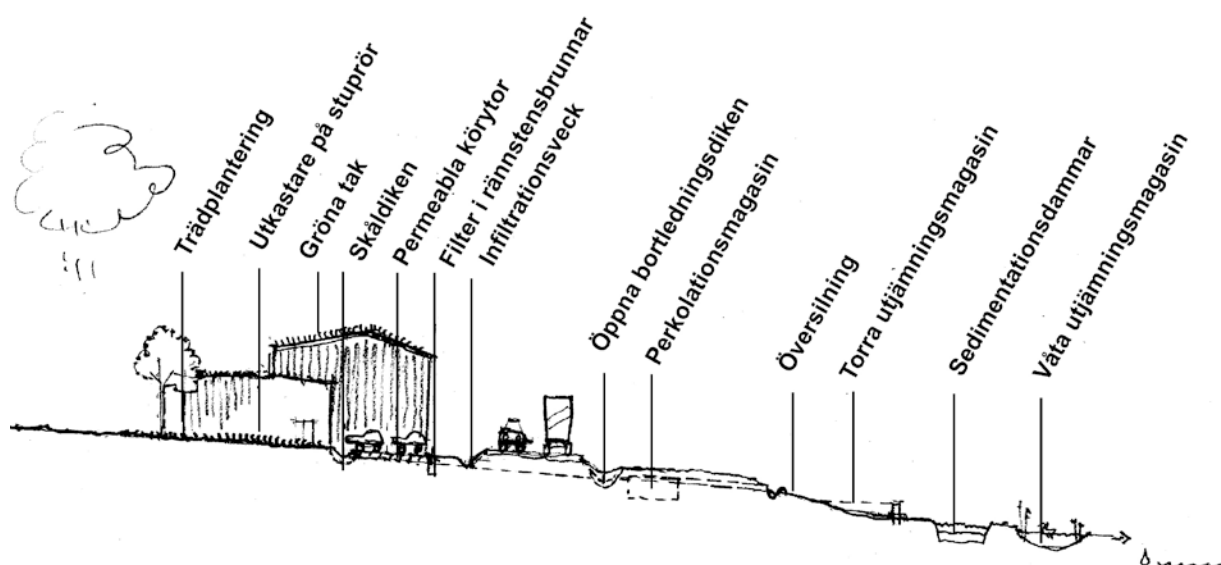 Trädplantering
Utkastare på stuprör
Gröna tak
Skåldiken
Permeabla körytor
Filter i rännstensbrunnar
Infiltrationsveck
Öppna bortledningsdiken
Perkolationsmagasin
Översilning
Torra utjämningsmagasin
Sedimentationsdammar
Våta utjämningsmagasin